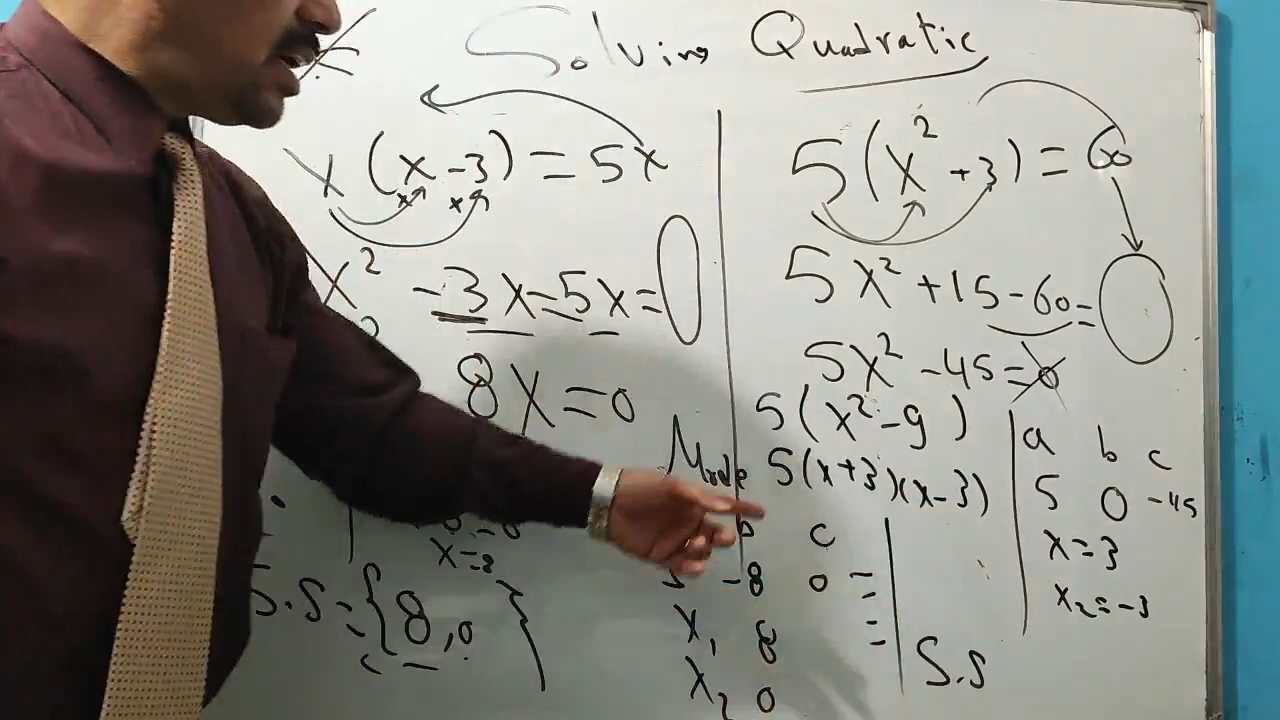 Solving Quadratic
x (x - 3) = 5x
x² - 3x - 5x = 0
8x = 0
x = 8
S.S = { 8, 0 }
Mode
b c
-8 0 =
x₁ 8 =
x₂ 0
5 (x² + 3) = 60
5x² + 15 - 60 = 0
5x² - 45 = 0
5 (x² - 9)
5 (x+3)(x-3)
S.S
a b c
5 0 -45
x = 3
x₂ = -3